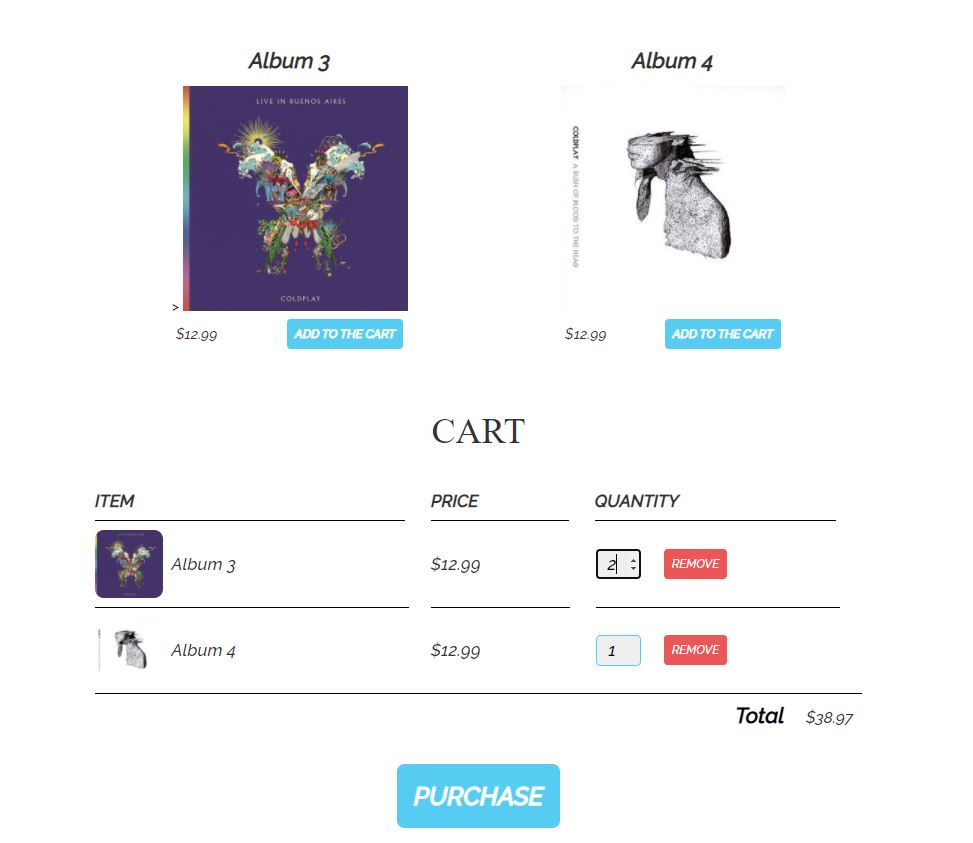 Album 3
Album 4
LIVE IN BUENOS AIRES
COLDPLAY
COLDPLAY A RUSH OF BLOOD TO THE HEAD
>
$12.99
ADD TO THE CART
$12.99
ADD TO THE CART
CART
ITEM PRICE QUANTITY
Album 3 $12.99 2 REMOVE
Album 4 $12.99 1 REMOVE
Total $38.97
PURCHASE